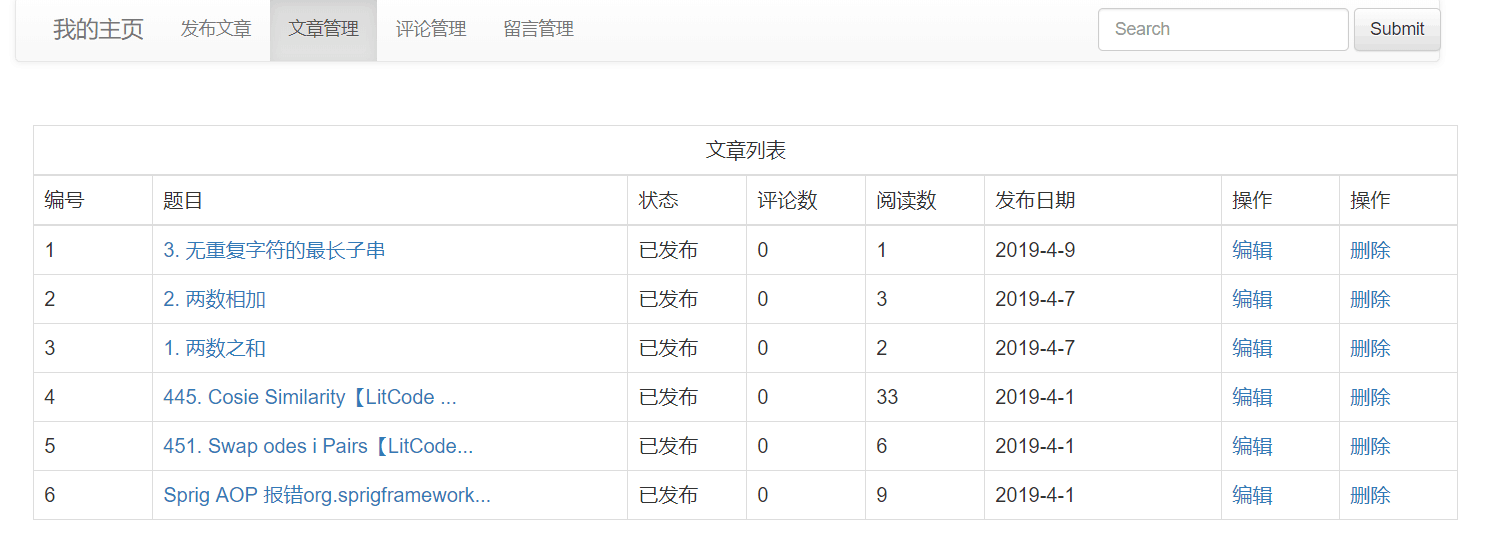 我的主页 发布文章 文章管理 评论管理 留言管理 Search Submit
文章列表
编号 题目 状态 评论数 阅读数 发布日期 操作 操作
1 3. 无重复字符的最长子串 已发布 0 1 2019-4-9 编辑 删除
2 2. 两数相加 已发布 0 3 2019-4-7 编辑 删除
3 1. 两数之和 已发布 0 2 2019-4-7 编辑 删除
4 445. Cosie Similarity【LitCode ... 已发布 0 33 2019-4-1 编辑 删除
5 451. Swap odes i Pairs【LitCode... 已发布 0 6 2019-4-1 编辑 删除
6 Sprig AOP 报错org.sprigframework... 已发布 0 9 2019-4-1 编辑 删除